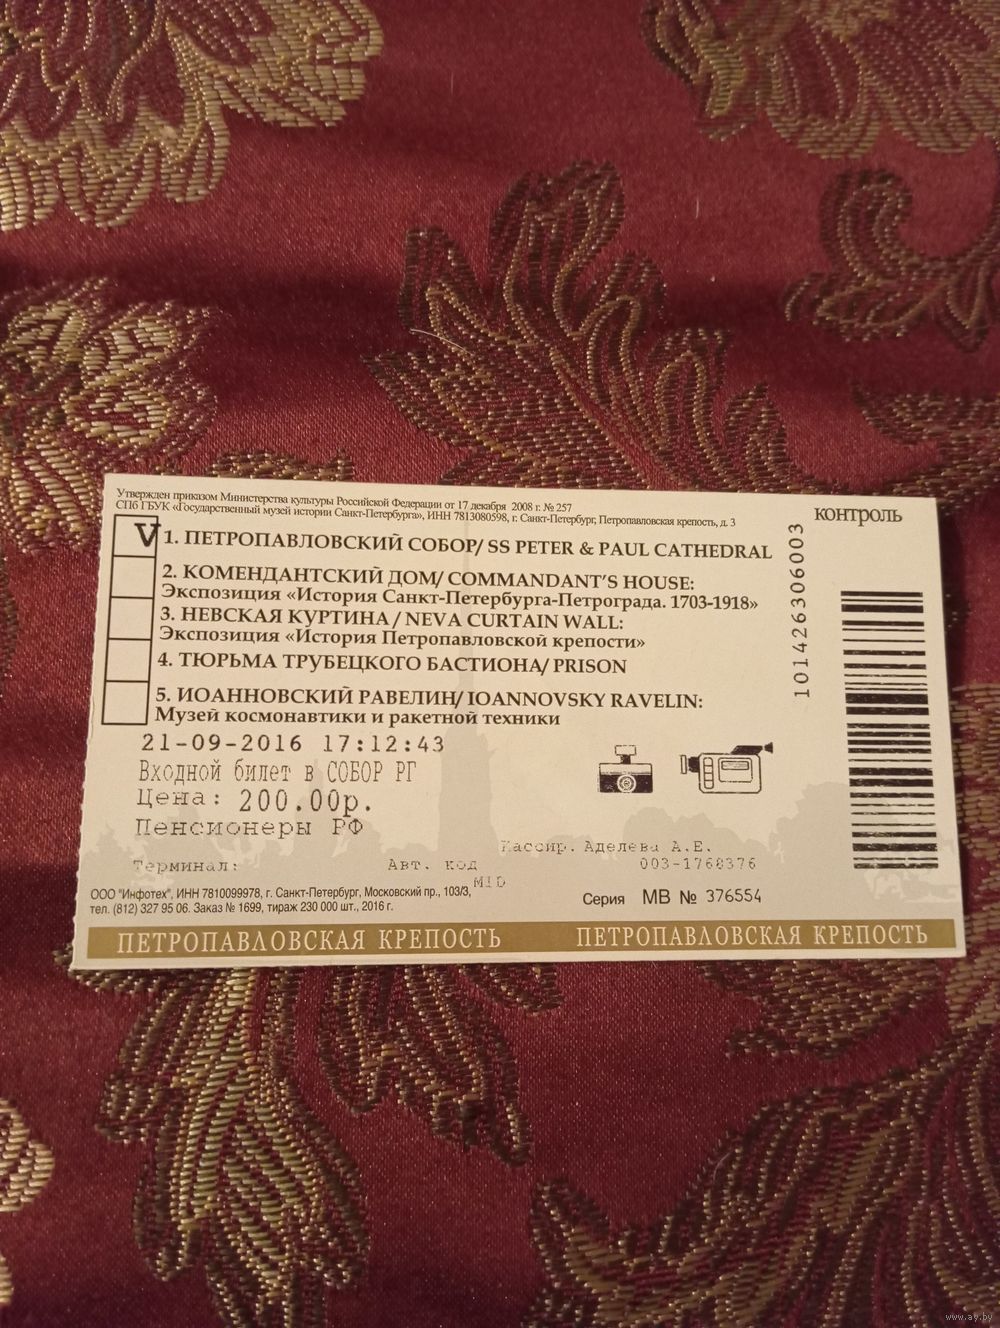 Утвержден приказом Министерства культуры Российской Федерации от 17 декабря 2008 г. № 257
СПб ГБУК «Государственный музей истории Санкт-Петербурга», ИНН 7813080598, г. Санкт-Петербург, Петропавловская крепость, д. 3
контроль
V 1. ПЕТРОПАВЛОВСКИЙ СОБОР/ SS PETER & PAUL CATHEDRAL
2. КОМЕНДАНТСКИЙ ДОМ/ COMMANDANT'S HOUSE:
Экспозиция «История Санкт-Петербурга-Петрограда. 1703-1918»
3. НЕВСКАЯ КУРТИНА / NEVA CURTAIN WALL:
Экспозиция «История Петропавловской крепости»
4. ТЮРЬМА ТРУБЕЦКОГО БАСТИОНА/ PRISON
5. ИОАННОВСКИЙ РАВЕЛИН/ IOANNOVSKY RAVELIN:
Музей космонавтики и ракетной техники
101426306003
21-09-2016 17:12:43
Входной билет в СОБОР РГ
Цена: 200.00р.
Пенсионеры РФ
Кассир. Аделева А.Е.
Терминал: Авт. код 003-1768376
MID
ООО "Инфотех", ИНН 7810099978, г. Санкт-Петербург, Московский пр., 103/3,
тел. (812) 327 95 06. Заказ № 1699, тираж 230 000 шт., 2016 г.
Серия МВ № 376554
ПЕТРОПАВЛОВСКАЯ КРЕПОСТЬ ПЕТРОПАВЛОВСКАЯ КРЕПОСТЬ
www.ay.by